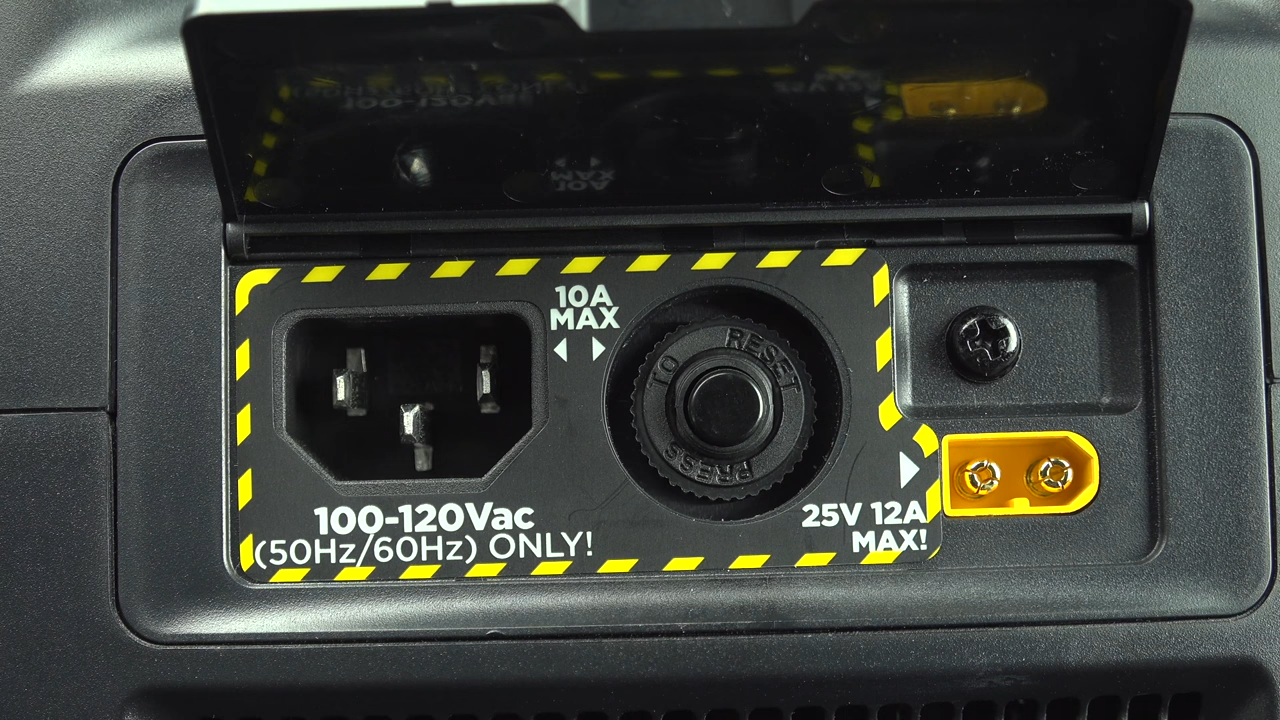 10A
MAX
PRESS TO RESET
100-120Vac
(50Hz/60Hz) ONLY!
25V 12A
MAX!